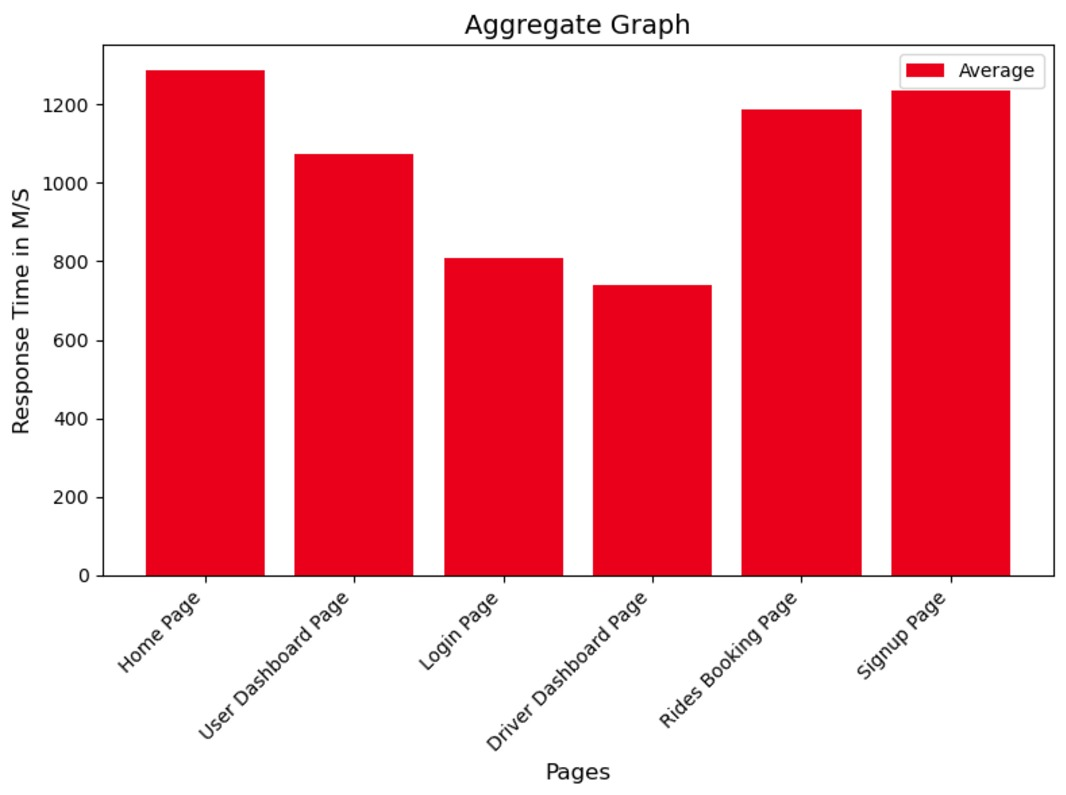 Aggregate Graph
Average
Response Time in M/S
1200
1000
800
600
400
200
0
Home Page
User Dashboard Page
Login Page
Driver Dashboard Page
Rides Booking Page
Signup Page
Pages